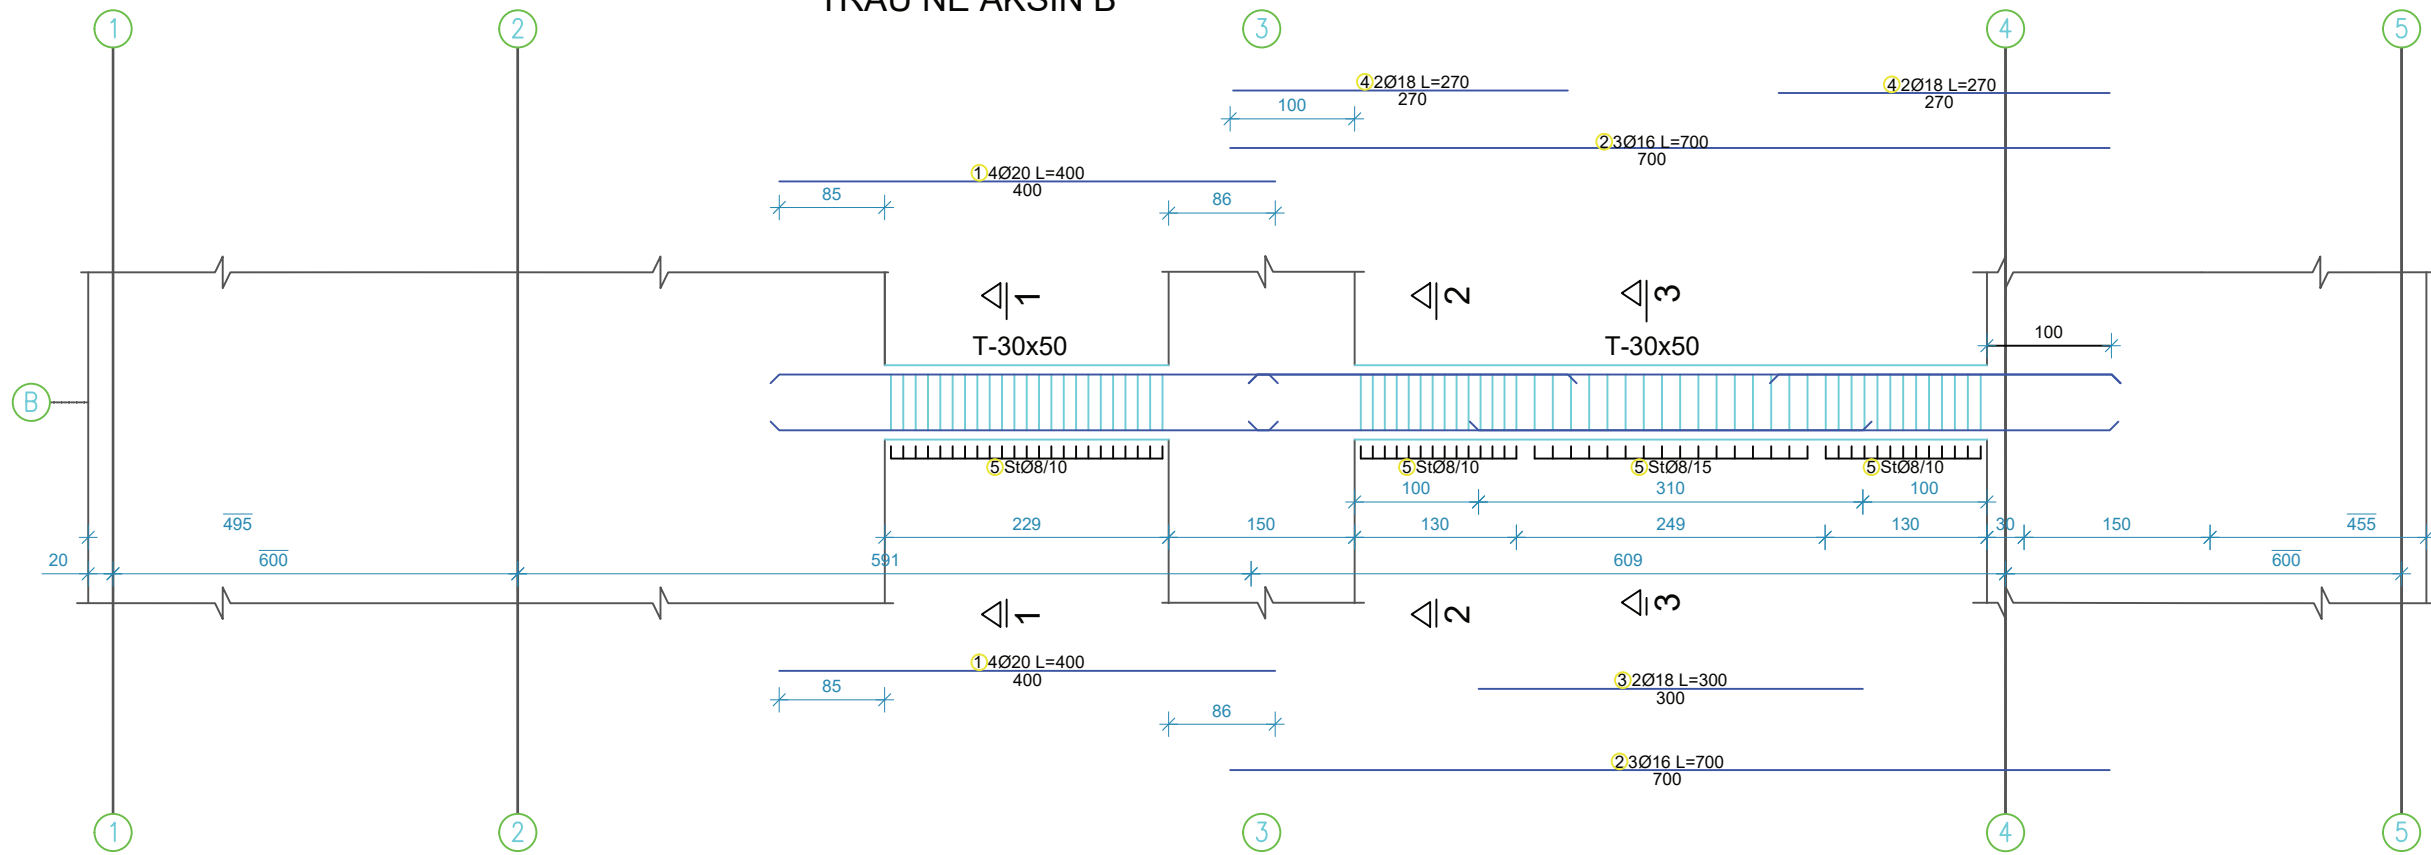 TRAU NE AKSIN B
1 2 3 4 5
4 2Ø18 L=270
270
4 2Ø18 L=270
270
100
2 3Ø16 L=700
700
1 4Ø20 L=400
400
85
86
1 2 3
T-30x50
T-30x50
100
B
5 StØ8/10
5 StØ8/10
5 StØ8/15
5 StØ8/10
100 310 100
495 229 150 130 249 130 30 150 455
20 600 591 609 600
1 2 3
1 4Ø20 L=400
400
85
86
3 2Ø18 L=300
300
2 3Ø16 L=700
700
1 2 3 4 5